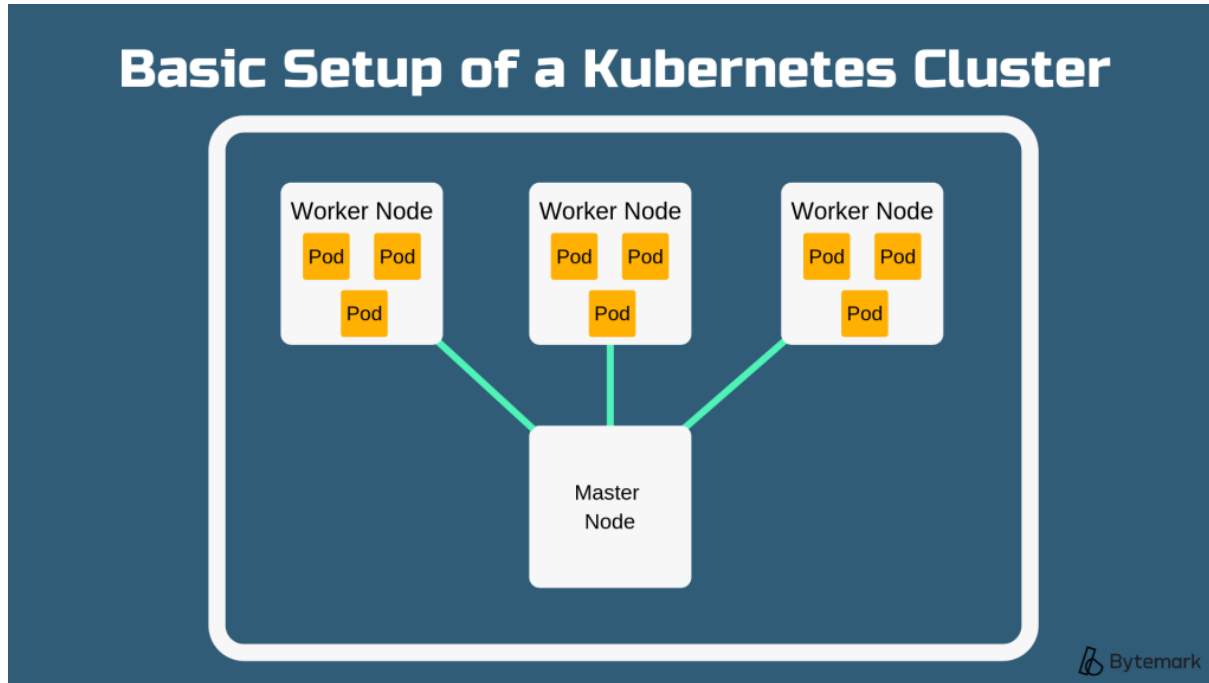 Basic Setup of a Kubernetes Cluster
Worker Node
Pod Pod
Pod
Worker Node
Pod Pod
Pod
Worker Node
Pod Pod
Pod
Master
Node
Bytemark